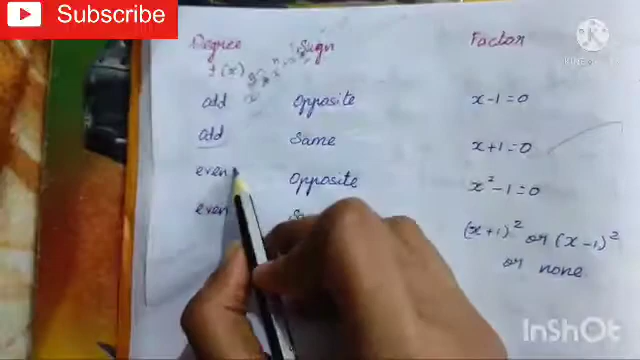 Subscribe
Degree Sign Factor
f(x)
odd opposite x-1=0
odd Same x+1=0
even opposite x²-1=0
even (x+1)² or (x-1)²
or none
InShOt